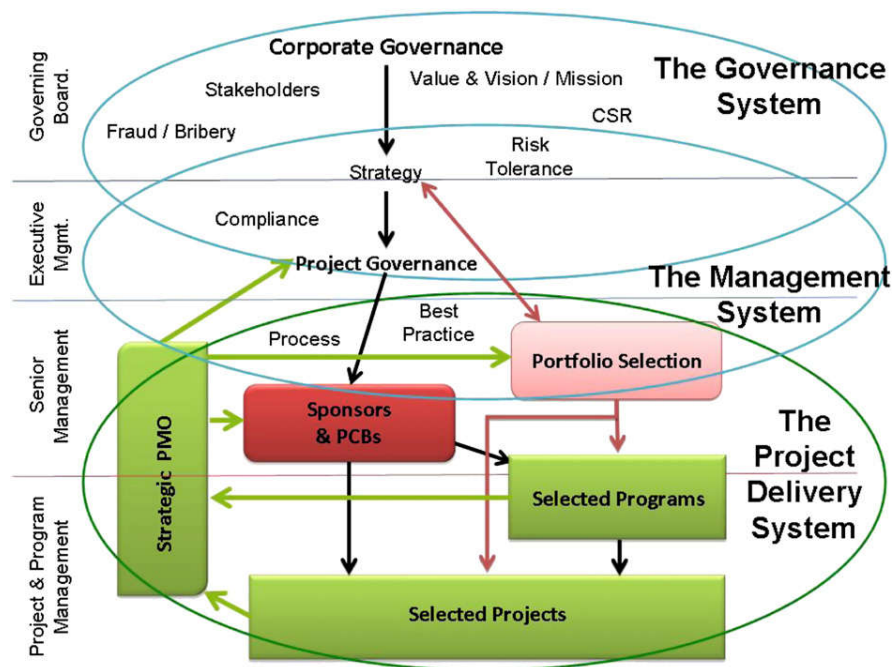 Corporate Governance
Value & Vision / Mission
Stakeholders
CSR
Fraud / Bribery
Risk
Tolerance
Strategy
The Governance
System
Governing
Board.
Compliance
Project Governance
The Management
System
Executive
Mgmt.
Best
Practice
Process
Portfolio Selection
Sponsors
& PCBs
Senior
Management
Strategic PMO
The
Project
Delivery
System
Selected Programs
Selected Projects
Project & Program
Management